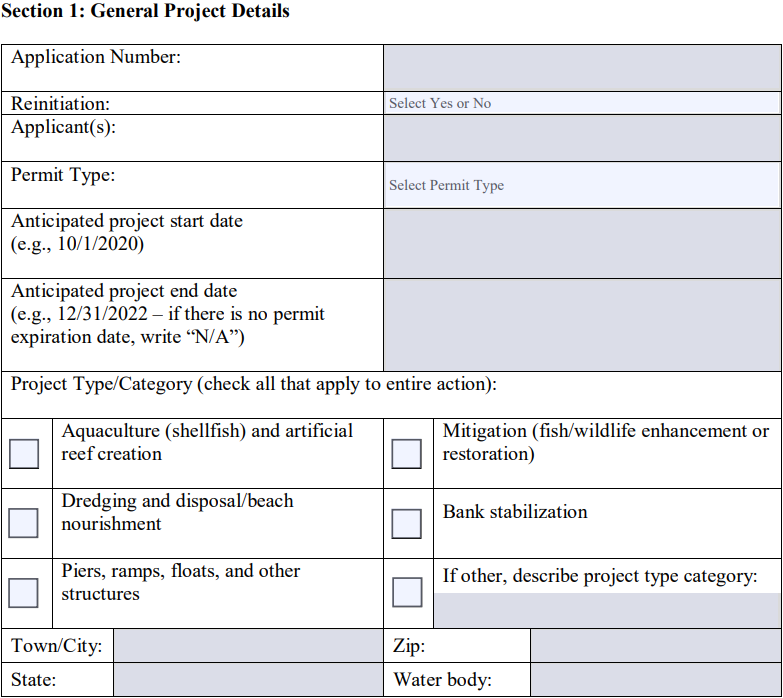 Section 1: General Project Details
Application Number:
Reinitiation:
Select Yes or No
Applicant(s):
Permit Type:
Select Permit Type
Anticipated project start date
(e.g., 10/1/2020)
Anticipated project end date
(e.g., 12/31/2022 – if there is no permit
expiration date, write “N/A”)
Project Type/Category (check all that apply to entire action):
Aquaculture (shellfish) and artificial
reef creation
Mitigation (fish/wildlife enhancement or
restoration)
Dredging and disposal/beach
nourishment
Bank stabilization
Piers, ramps, floats, and other
structures
If other, describe project type category:
Town/City:
Zip:
State:
Water body: